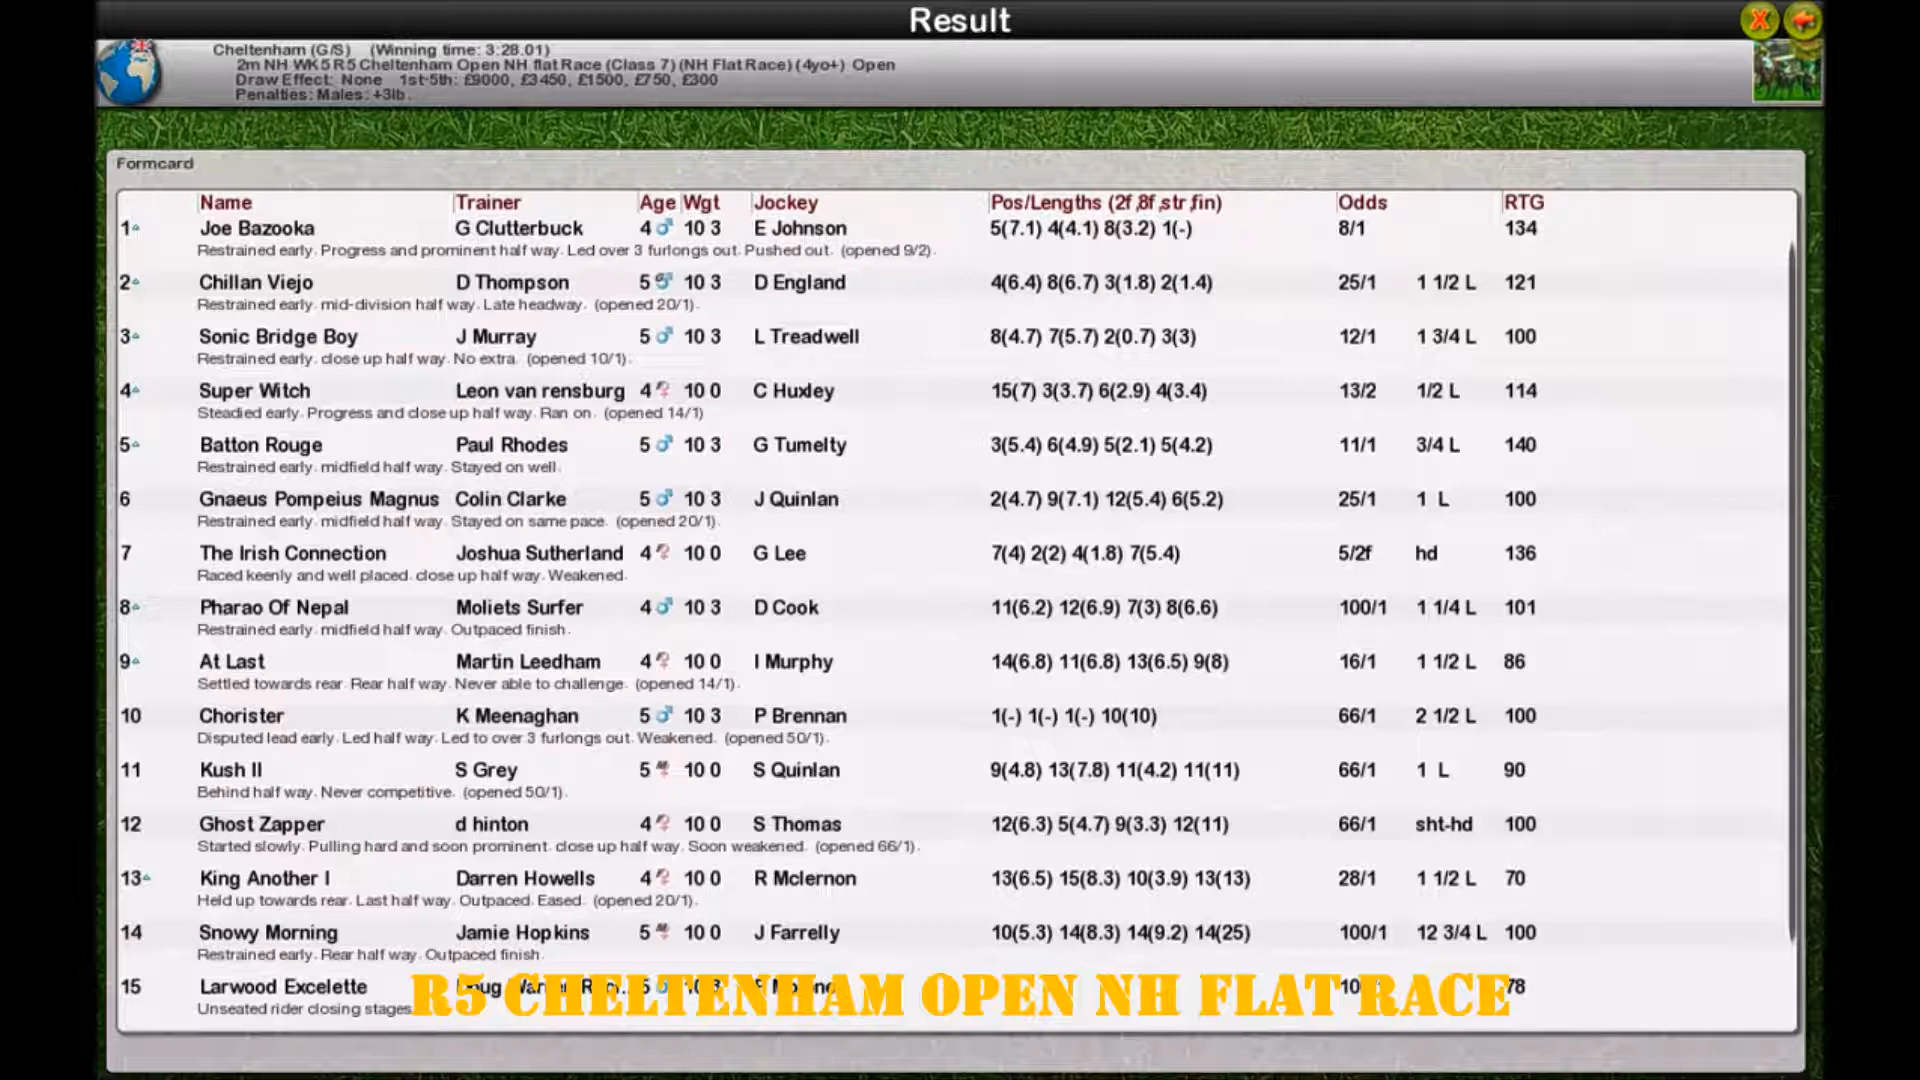 Result
Cheltenham (G/S) (Winning time: 3:28.01)
2m NH WK5 R5 Cheltenham Open NH flat Race (Class 7) (NH Flat Race) (4yo+) Open
Draw Effect: None 1st-5th: £9000, £3450, £1500, £750, £300
Penalties: Males: +3lb.
Formcard
Name Trainer Age Wgt Jockey Pos/Lengths (2f,8f,str,fin) Odds RTG
1 Joe Bazooka G Clutterbuck 4 10 3 E Johnson 5(7.1) 4(4.1) 8(3.2) 1(-) 8/1 134
Restrained early. Progress and prominent half way. Led over 3 furlongs out. Pushed out. (opened 9/2).
2 Chillan Viejo D Thompson 5 10 3 D England 4(6.4) 8(6.7) 3(1.8) 2(1.4) 25/1 1 1/2 L 121
Restrained early. mid-division half way. Late headway. (opened 20/1).
3 Sonic Bridge Boy J Murray 5 10 3 L Treadwell 8(4.7) 7(5.7) 2(0.7) 3(3) 12/1 1 3/4 L 100
Restrained early. close up half way. No extra. (opened 10/1).
4 Super Witch Leon van rensburg 4 10 0 C Huxley 15(7) 3(3.7) 6(2.9) 4(3.4) 13/2 1/2 L 114
Steadied early. Progress and close up half way. Ran on. (opened 14/1)
5 Batton Rouge Paul Rhodes 5 10 3 G Tumelty 3(5.4) 6(4.9) 5(2.1) 5(4.2) 11/1 3/4 L 140
Restrained early. midfield half way. Stayed on well.
6 Gnaeus Pompeius Magnus Colin Clarke 5 10 3 J Quinlan 2(4.7) 9(7.1) 12(5.4) 6(5.2) 25/1 1 L 100
Restrained early. midfield half way. Stayed on same pace. (opened 20/1).
7 The Irish Connection Joshua Sutherland 4 10 0 G Lee 7(4) 2(2) 4(1.8) 7(5.4) 5/2f hd 136
Raced keenly and well placed. close up half way. Weakened.
8 Pharao Of Nepal Moliets Surfer 4 10 3 D Cook 11(6.2) 12(6.9) 7(3) 8(6.6) 100/1 1 1/4 L 101
Restrained early. midfield half way. Outpaced finish.
9 At Last Martin Leedham 4 10 0 I Murphy 14(6.8) 11(6.8) 13(6.5) 9(8) 16/1 1 1/2 L 86
Settled towards rear. Rear half way. Never able to challenge. (opened 14/1).
10 Chorister K Meenaghan 5 10 3 P Brennan 1(-) 1(-) 1(-) 10(10) 66/1 2 1/2 L 100
Disputed lead early. Led half way. Led to over 3 furlongs out. Weakened. (opened 50/1).
11 Kush II S Grey 5 10 0 S Quinlan 9(4.8) 13(7.8) 11(4.2) 11(11) 66/1 1 L 90
Behind half way. Never competitive. (opened 50/1).
12 Ghost Zapper d hinton 4 10 0 S Thomas 12(6.3) 5(4.7) 9(3.3) 12(11) 66/1 sht-hd 100
Started slowly. Pulling hard and soon prominent. close up half way. Soon weakened. (opened 66/1).
13 King Another I Darren Howells 4 10 0 R Mclernon 13(6.5) 15(8.3) 10(3.9) 13(13) 28/1 1 1/2 L 70
Held up towards rear. Last half way. Outpaced. Eased. (opened 20/1).
14 Snowy Morning Jamie Hopkins 5 10 0 J Farrelly 10(5.3) 14(8.3) 14(9.2) 14(25) 100/1 12 3/4 L 100
Restrained early. Rear half way. Outpaced finish.
15 Larwood Excelette 78
Unseated rider closing stages.
R5 CHELTENHAM OPEN NH FLAT RACE